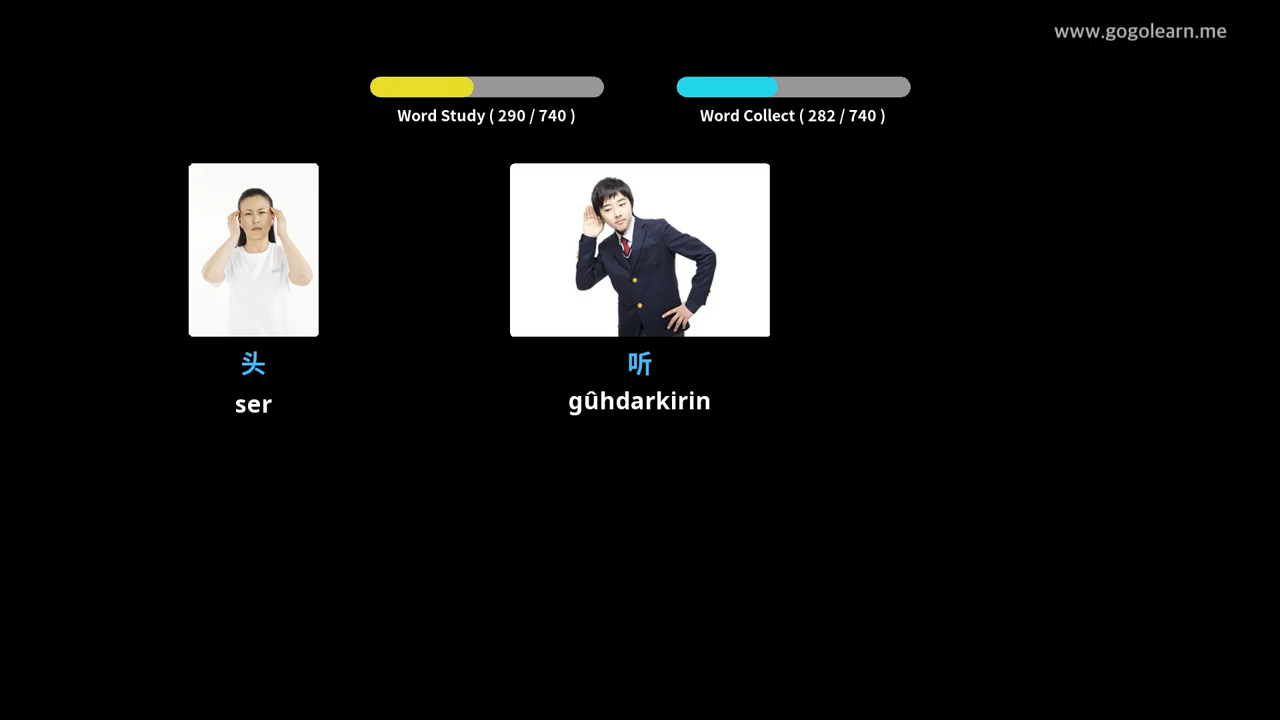 www.gogolearn.me
Word Study ( 290 / 740 )
Word Collect ( 282 / 740 )
头
ser
听
gûhdarkirin